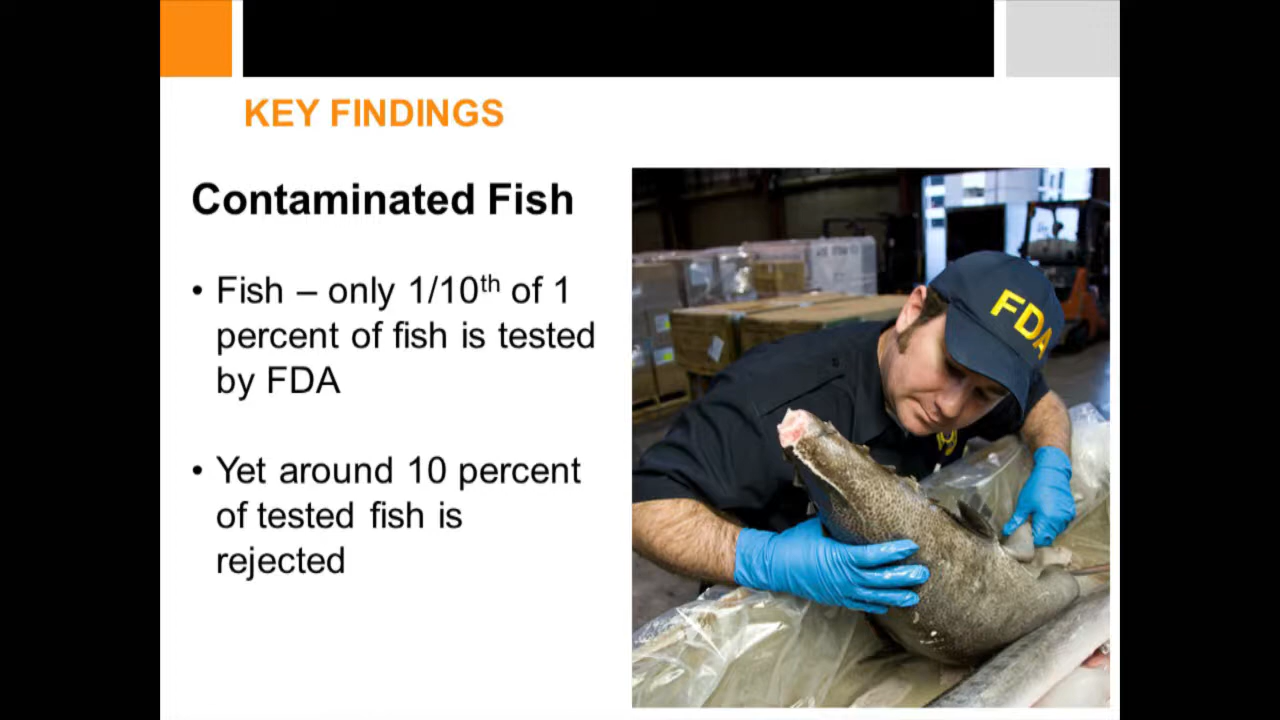 KEY FINDINGS
Contaminated Fish
• Fish – only 1/10th of 1
percent of fish is tested
by FDA
• Yet around 10 percent
of tested fish is
rejected
FDA